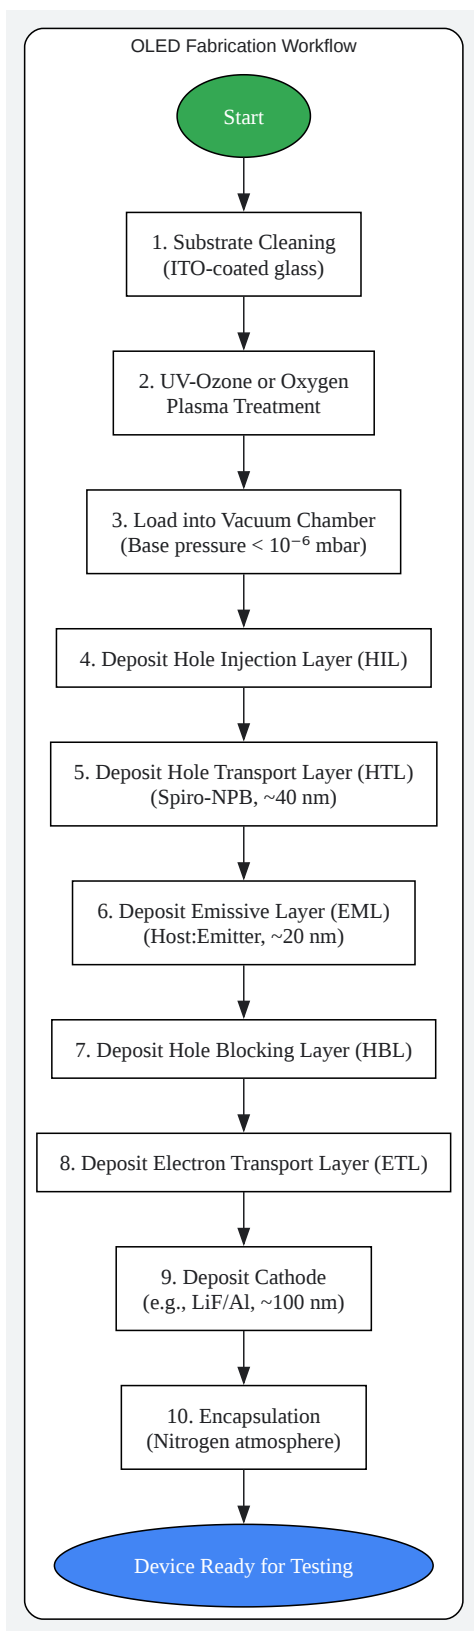 OLED Fabrication Workflow
Start
1. Substrate Cleaning
(ITO-coated glass)
2. UV-Ozone or Oxygen
Plasma Treatment
3. Load into Vacuum Chamber
(Base pressure < 10⁻⁶ mbar)
4. Deposit Hole Injection Layer (HIL)
5. Deposit Hole Transport Layer (HTL)
(Spiro-NPB, ~40 nm)
6. Deposit Emissive Layer (EML)
(Host:Emitter, ~20 nm)
7. Deposit Hole Blocking Layer (HBL)
8. Deposit Electron Transport Layer (ETL)
9. Deposit Cathode
(e.g., LiF/Al, ~100 nm)
10. Encapsulation
(Nitrogen atmosphere)
Device Ready for Testing